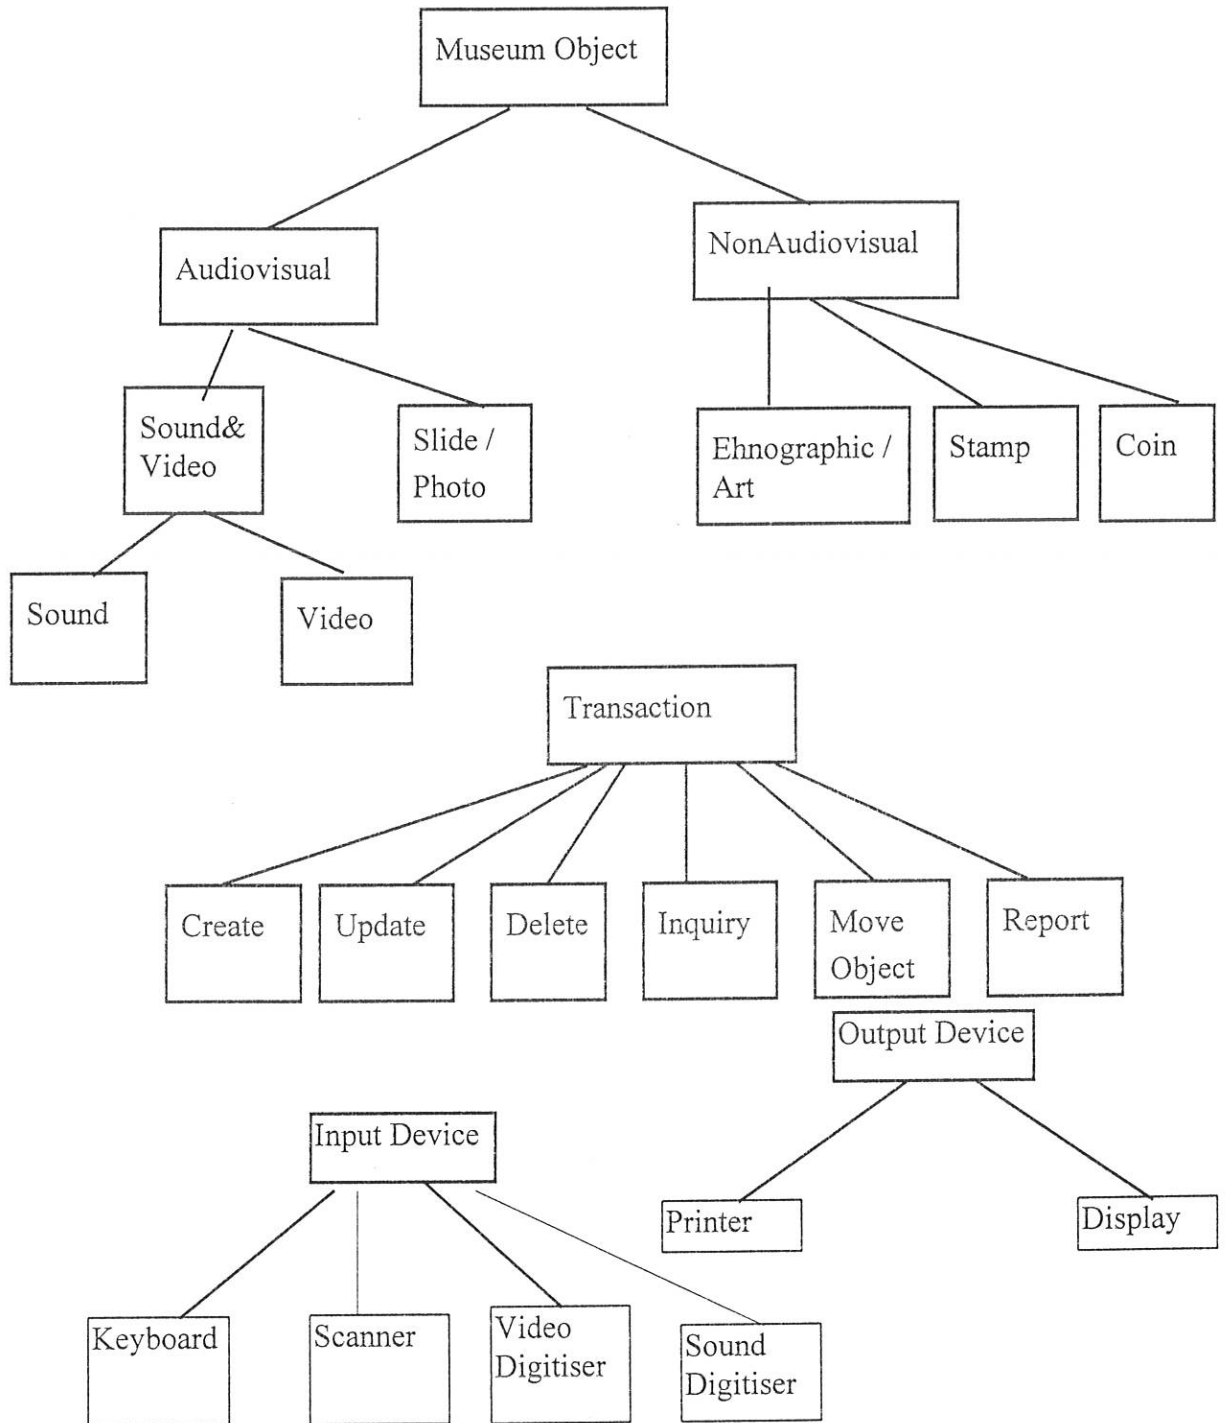 Museum Object
Audiovisual
NonAudiovisual
Sound&
Video
Slide /
Photo
Ehnographic /
Art
Stamp
Coin
Sound
Video
Transaction
Create
Update
Delete
Inquiry
Move
Object
Report
Output Device
Input Device
Printer
Display
Keyboard
Scanner
Video
Digitiser
Sound
Digitiser